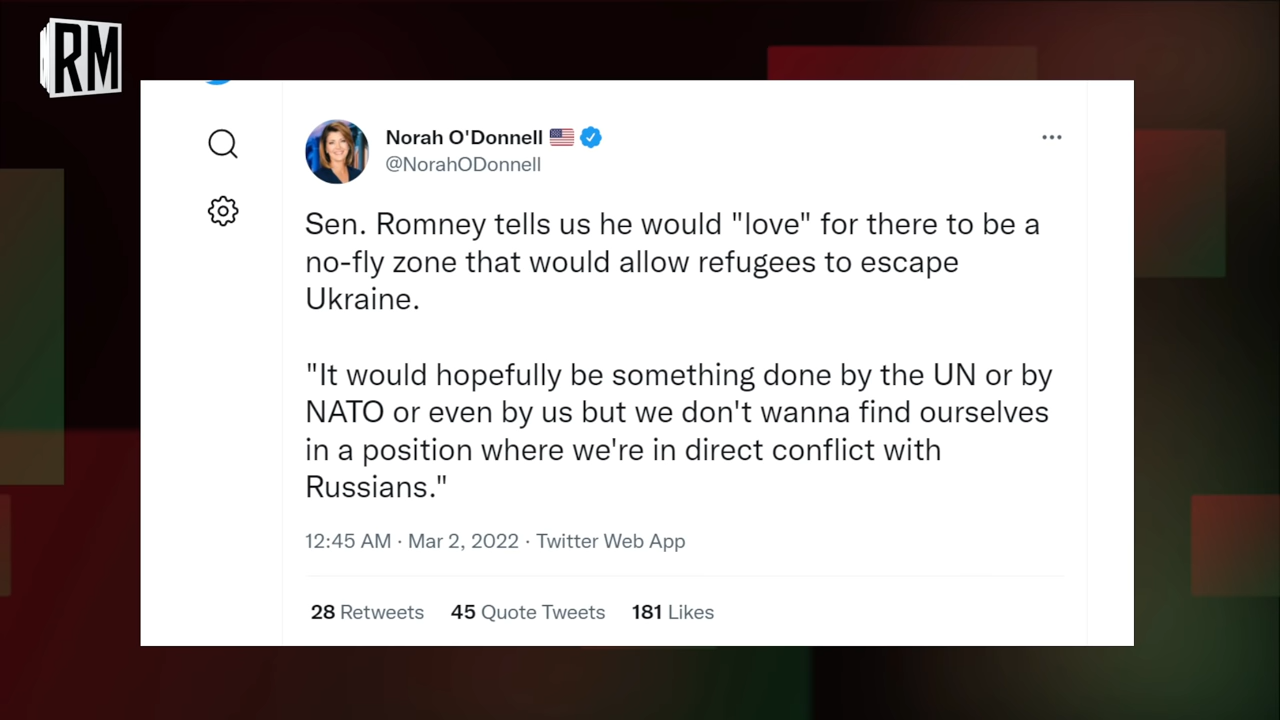 RM
Norah O'Donnell
@NorahODonnell
Sen. Romney tells us he would "love" for there to be a
no-fly zone that would allow refugees to escape
Ukraine.
"It would hopefully be something done by the UN or by
NATO or even by us but we don't wanna find ourselves
in a position where we're in direct conflict with
Russians."
12:45 AM · Mar 2, 2022 · Twitter Web App
28 Retweets 45 Quote Tweets 181 Likes